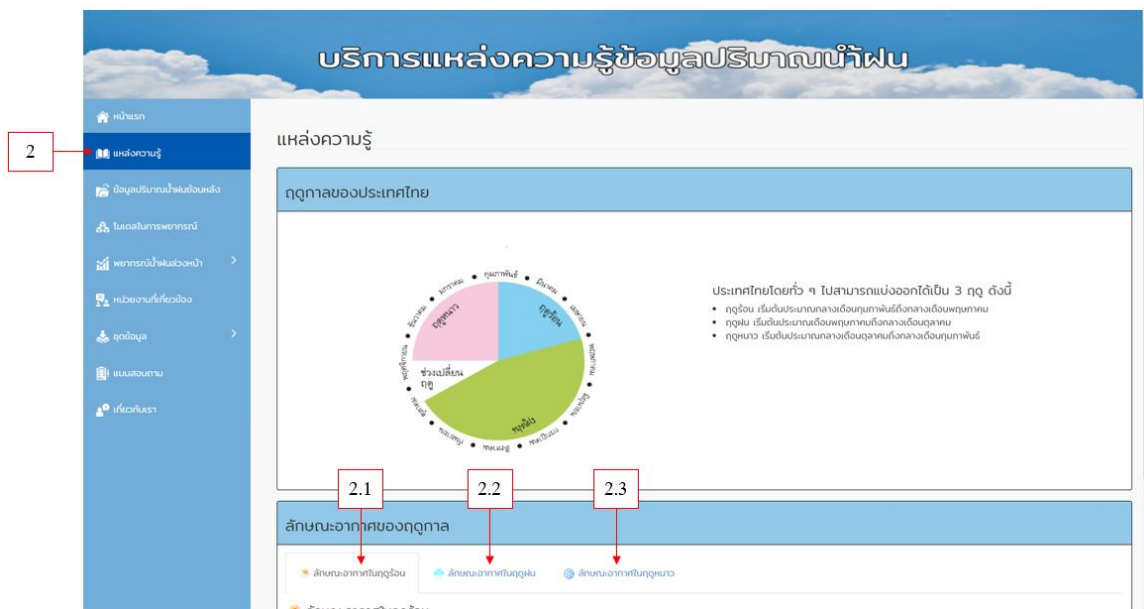 บริการแหล่งความรู้ข้อมูลปริมาณน้ำฝน
หน้าแรก
2
แหล่งความรู้
ข้อมูลปริมาณน้ำฝนย้อนหลัง
โมเดลในการพยากรณ์
พยากรณ์น้ำฝนล่วงหน้า
หน่วยงานที่เกี่ยวข้อง
ชุดข้อมูล
แบบสอบถาม
เกี่ยวกับเรา
แหล่งความรู้
ฤดูกาลของประเทศไทย
มกราคม
กุมภาพันธ์
มีนาคม
เมษายน
พฤษภาคม
มิถุนายน
กรกฎาคม
สิงหาคม
กันยายน
ตุลาคม
พฤศจิกายน
ธันวาคม
ฤดูหนาว
ฤดูร้อน
ช่วงเปลี่ยน
ฤดู
ฤดูฝน
ประเทศไทยโดยทั่ว ๆ ไปสามารถแบ่งออกได้เป็น 3 ฤดู ดังนี้
ฤดูร้อน เริ่มต้นประมาณกลางเดือนกุมภาพันธ์ถึงกลางเดือนพฤษภาคม
ฤดูฝน เริ่มต้นประมาณเดือนพฤษภาคมถึงกลางเดือนตุลาคม
ฤดูหนาว เริ่มต้นประมาณกลางเดือนตุลาคมถึงกลางเดือนกุมภาพันธ์
2.1
2.2
2.3
ลักษณะอากาศของฤดูกาล
ลักษณะอากาศในฤดูร้อน
ลักษณะอากาศในฤดูฝน
ลักษณะอากาศในฤดูหนาว